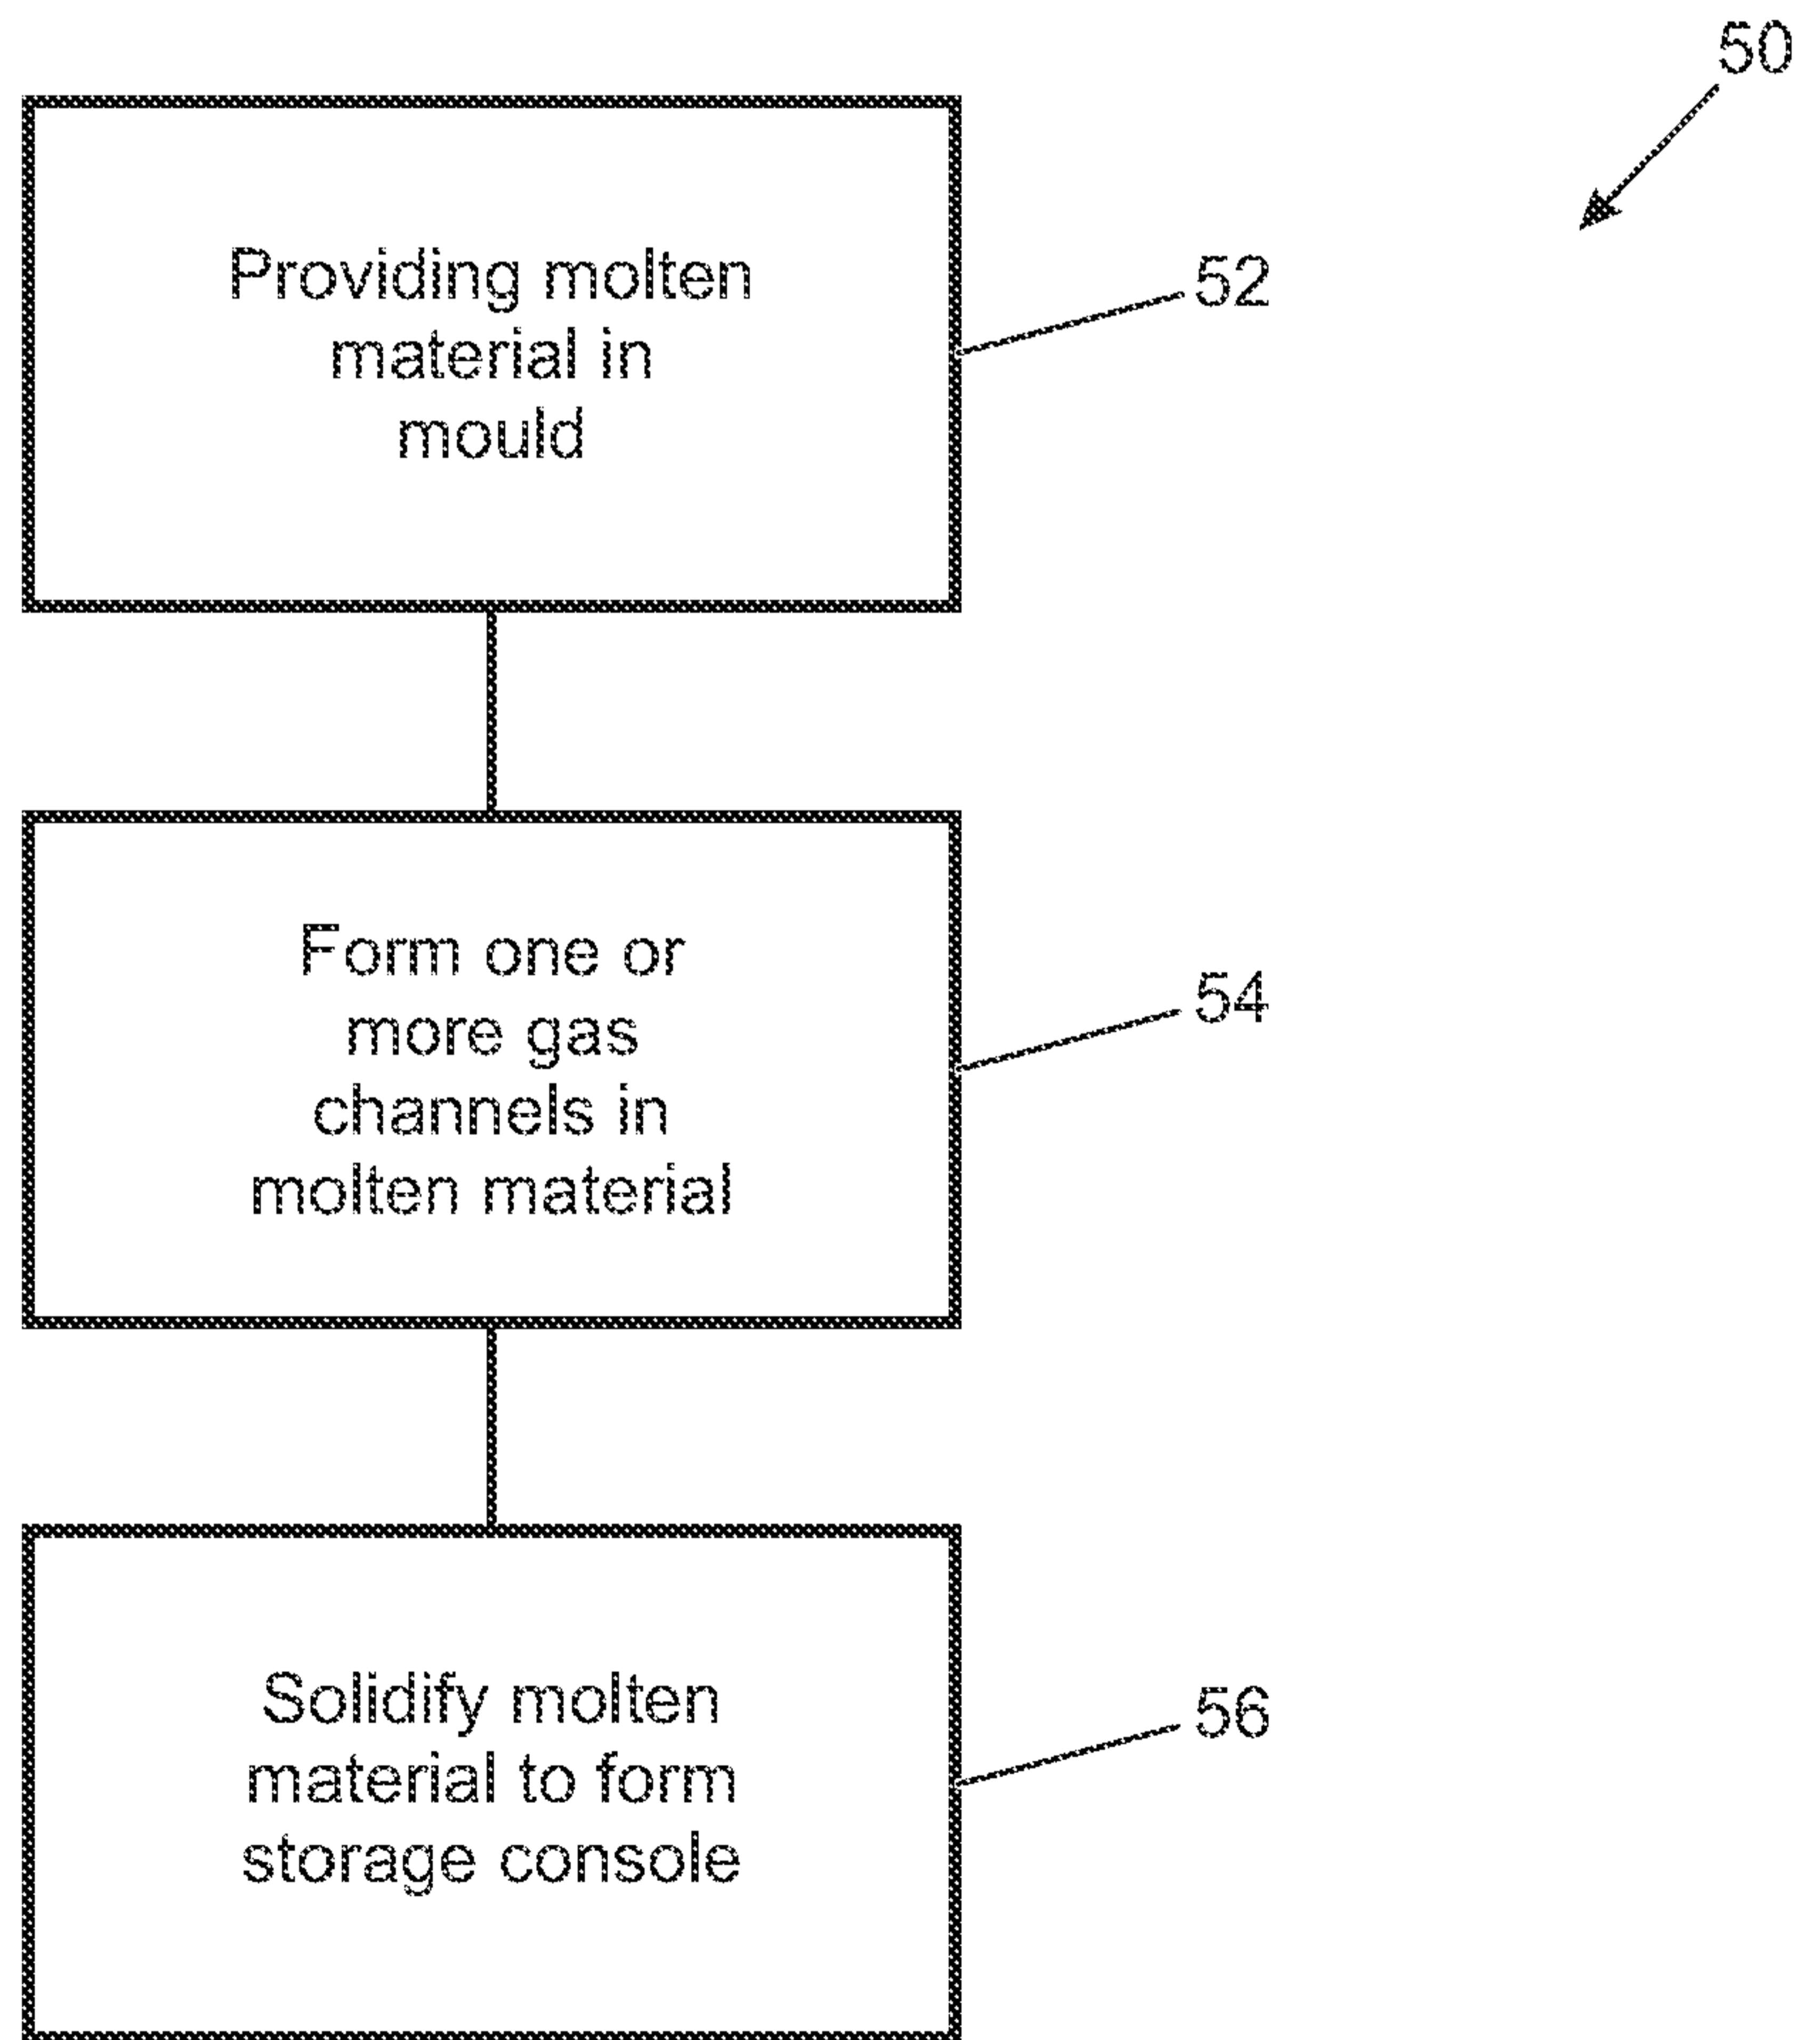 50
Providing molten
material in
mould
52
Form one or
more gas
channels in
molten material
54
Solidify molten
material to form
storage console
56